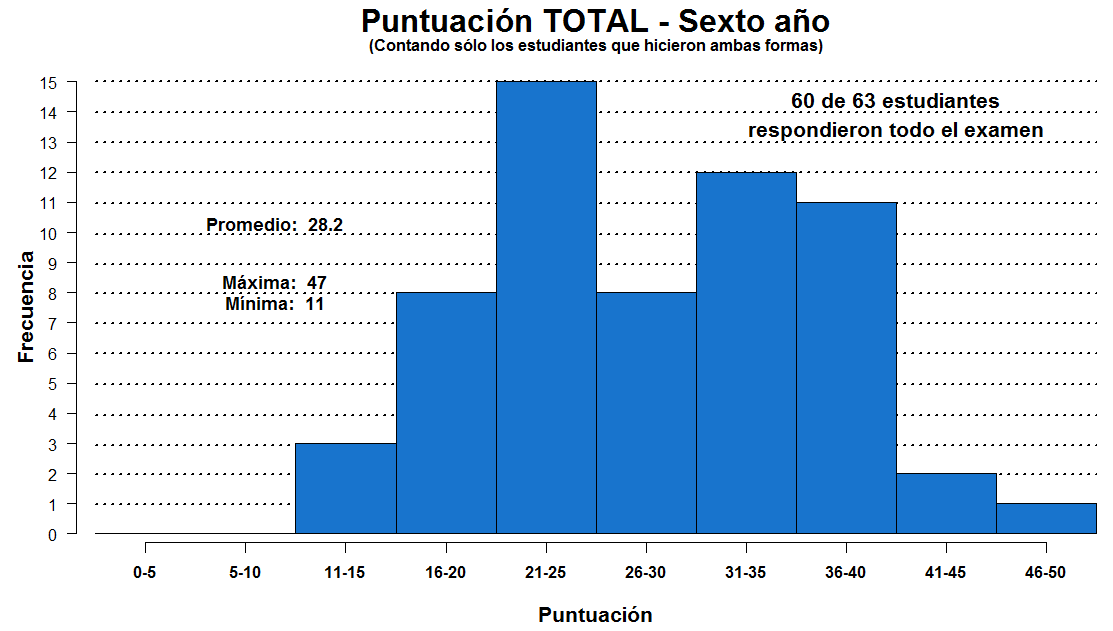 Puntuación TOTAL - Sexto año
(Contando sólo los estudiantes que hicieron ambas formas)
60 de 63 estudiantes
respondieron todo el examen
Promedio: 28.2
Máxima: 47
Mínima: 11
Frecuencia
15
14
13
12
11
10
9
8
7
6
5
4
3
2
1
0
0-5 5-10 11-15 16-20 21-25 26-30 31-35 36-40 41-45 46-50
Puntuación